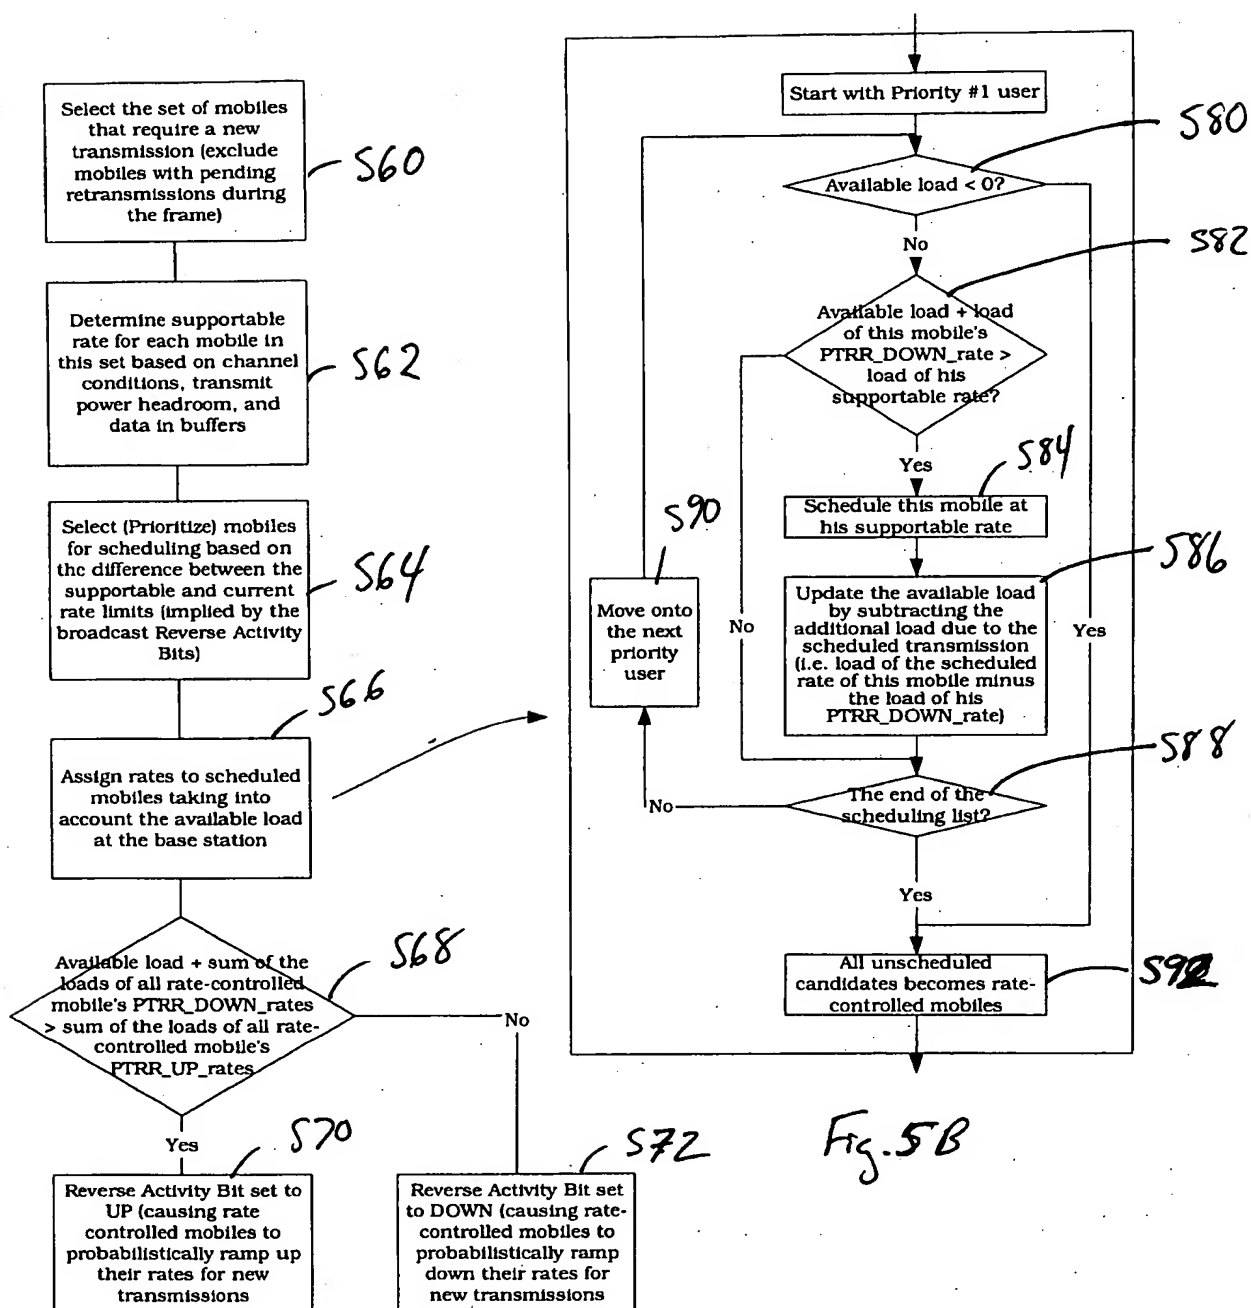 Select the set of mobiles
that require a new
transmission (exclude
mobiles with pending
retransmissions during
the frame)
S60
Determine supportable
rate for each mobile in
this set based on channel
conditions, transmit
power headroom, and
data in buffers
S62
Select (Prioritize) mobiles
for scheduling based on
the difference between the
supportable and current
rate limits (implied by the
broadcast Reverse Activity
Bits)
S64
S66
Assign rates to scheduled
mobiles taking into
account the available load
at the base station
Available load + sum of the
loads of all rate-controlled
mobile's PTRR_DOWN_rates
> sum of the loads of all rate-
controlled mobile's
PTRR_UP_rates
S68
No
Yes
S70
Reverse Activity Bit set to
UP (causing rate
controlled mobiles to
probabilistically ramp up
their rates for new
transmissions
S72
Reverse Activity Bit set
to DOWN (causing rate-
controlled mobiles to
probabilistically ramp
down their rates for
new transmissions
Start with Priority #1 user
S80
Available load < 0?
No
S82
Available load + load
of this mobile's
PTRR_DOWN_rate >
load of his
supportable rate?
Yes
S84
Schedule this mobile at
his supportable rate
S90
Move onto
the next
priority
user
No
S86
Update the available load
by subtracting the
additional load due to the
scheduled transmission
(i.e. load of the scheduled
rate of this mobile minus
the load of his
PTRR_DOWN_rate)
Yes
S88
The end of the
scheduling list?
No
Yes
All unscheduled
candidates becomes rate-
controlled mobiles
S92
Fig. 5B